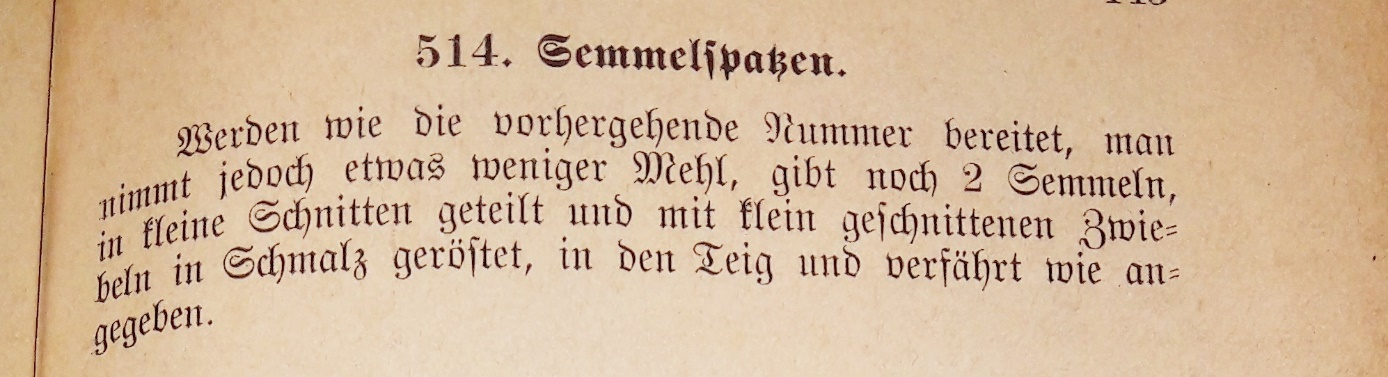 514. Semmelſpatzen.
Werden wie die vorhergehende Nummer bereitet, man
nimmt jedoch etwas weniger Mehl, gibt noch 2 Semmeln,
in kleine Schnitten geteilt und mit klein geſchnittenen Zwie⸗
beln in Schmalz geröſtet, in den Teig und verfährt wie an⸗
gegeben.